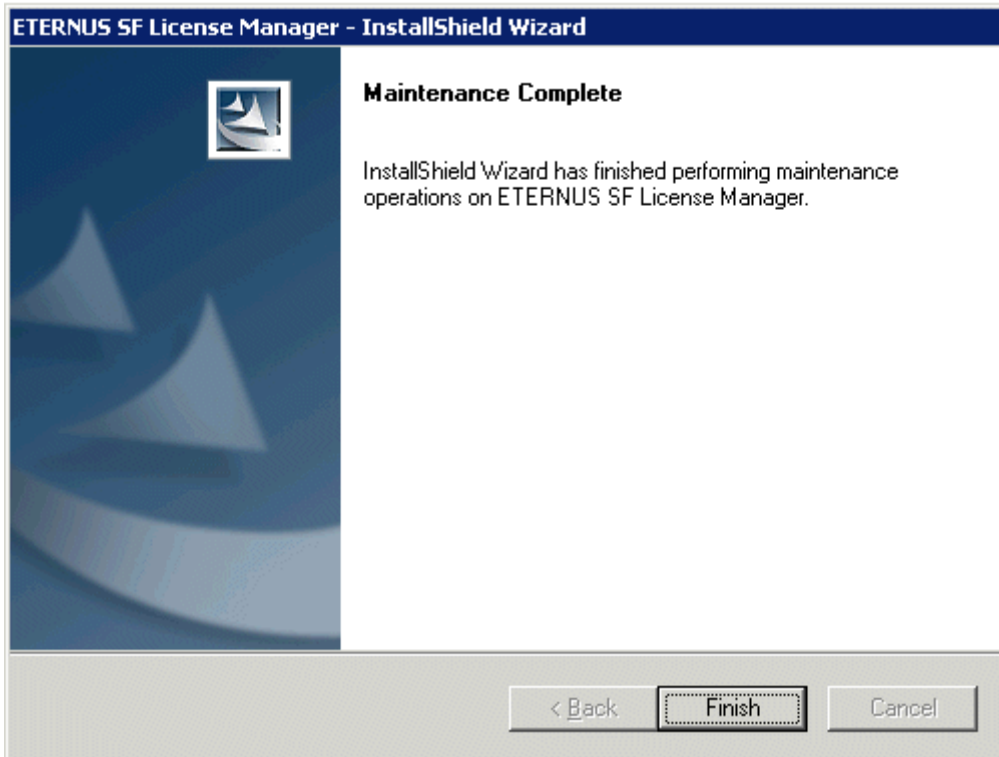 ETERNUS SF License Manager - InstallShield Wizard
Maintenance Complete
InstallShield Wizard has finished performing maintenance
operations on ETERNUS SF License Manager.
< Back Finish Cancel